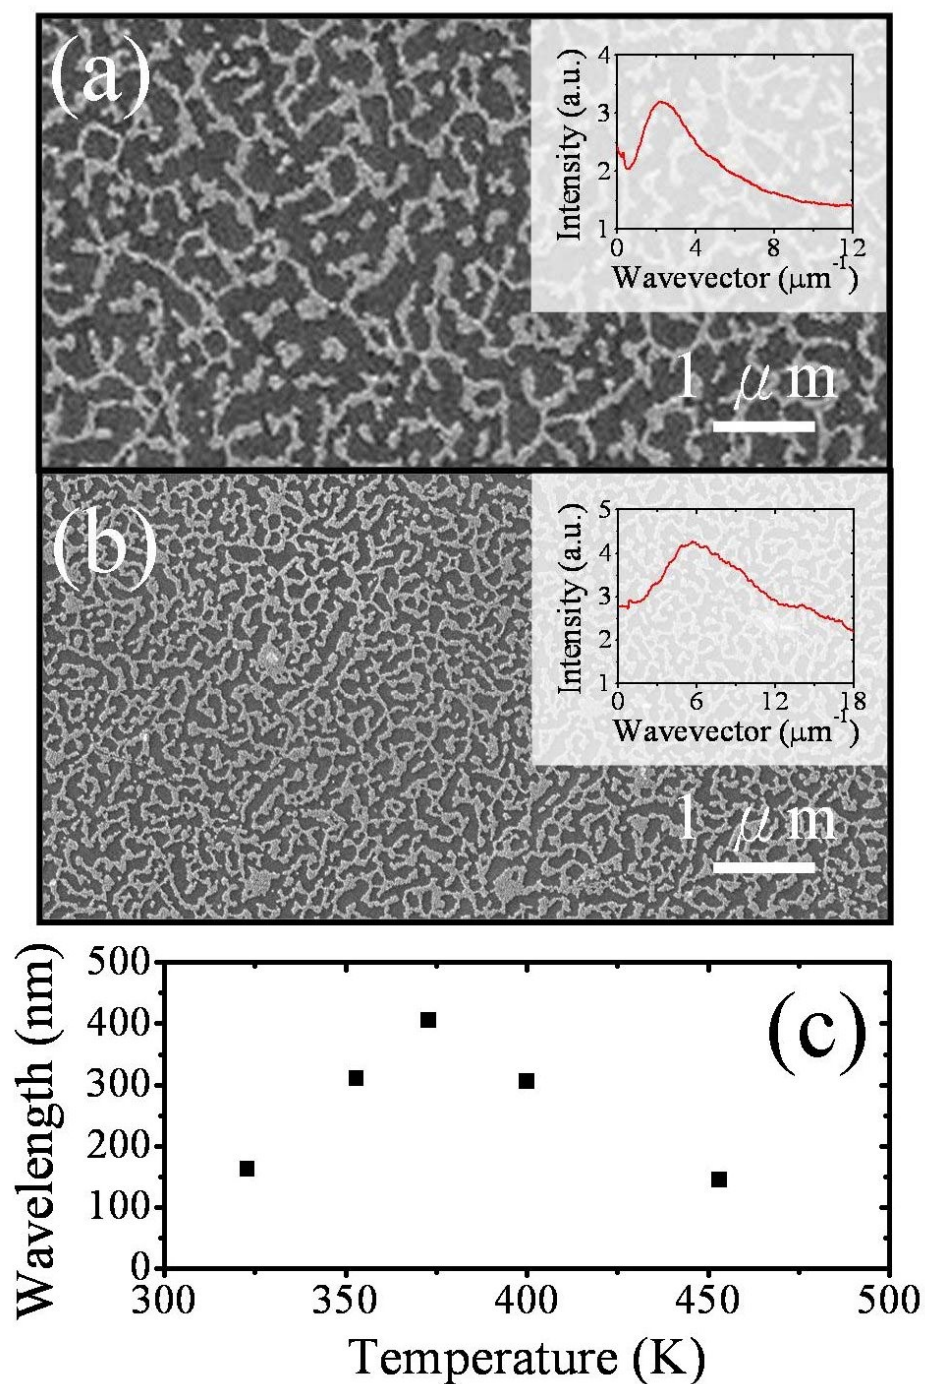 (a)
Intensity (a.u.)
4
3
2
1
0 4 8 12
Wavevector (μm⁻¹)
1 μm
(b)
Intensity (a.u.)
5
4
3
2
1
0 6 12 18
Wavevector (μm⁻¹)
1 μm
(c)
Wavelength (nm)
500
400
300
200
100
0
300 350 400 450 500
Temperature (K)